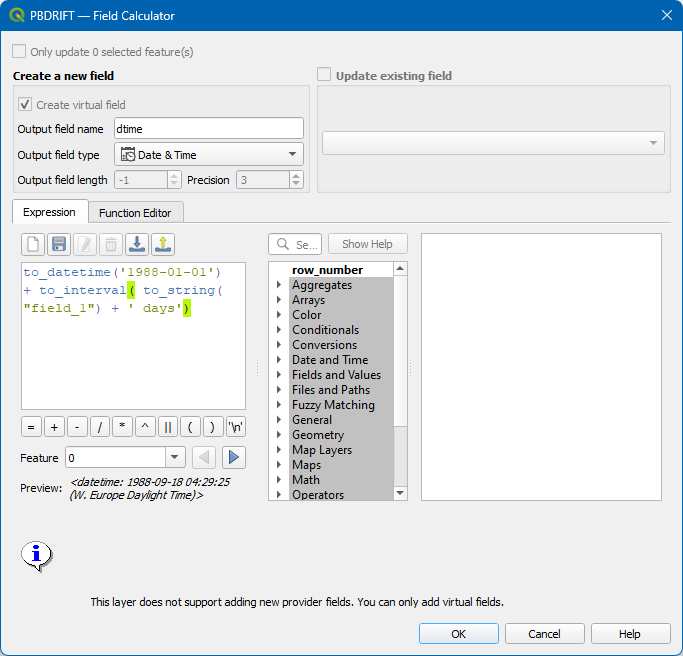 PBDRIFT — Field Calculator
Only update 0 selected feature(s)
Create a new field
Update existing field
Create virtual field
Output field name
dtime
Output field type
Date & Time
Output field length
-1
Precision
3
Expression
Function Editor
Se...
Show Help
to_datetime('1988-01-01')
+ to_interval( to_string(
"field_1") + ' days')
row_number
Aggregates
Arrays
Color
Conditionals
Conversions
Date and Time
Fields and Values
Files and Paths
Fuzzy Matching
General
Geometry
Map Layers
Maps
Math
Operators
= + - / * ^ || ( ) '\n'
Feature
0
Preview:
<datetime: 1988-09-18 04:29:25
(W. Europe Daylight Time)>
This layer does not support adding new provider fields. You can only add virtual fields.
OK
Cancel
Help